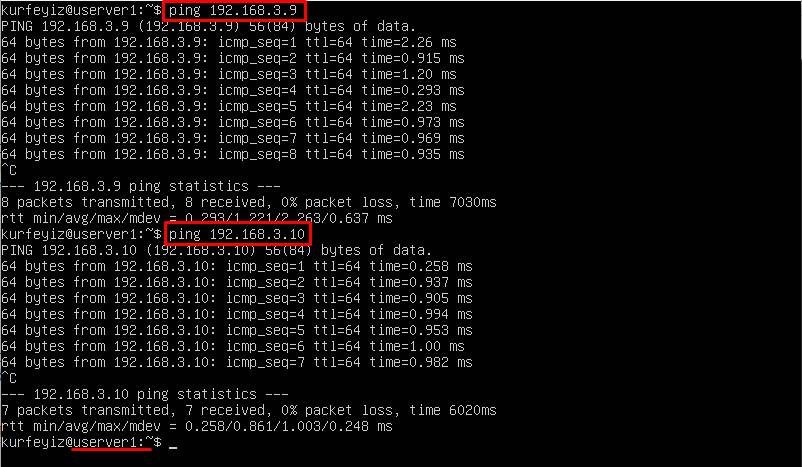 kurfeyiz@userver1:~$ ping 192.168.3.9
PING 192.168.3.9 (192.168.3.9) 56(84) bytes of data.
64 bytes from 192.168.3.9: icmp_seq=1 ttl=64 time=2.26 ms
64 bytes from 192.168.3.9: icmp_seq=2 ttl=64 time=0.915 ms
64 bytes from 192.168.3.9: icmp_seq=3 ttl=64 time=1.20 ms
64 bytes from 192.168.3.9: icmp_seq=4 ttl=64 time=0.293 ms
64 bytes from 192.168.3.9: icmp_seq=5 ttl=64 time=2.23 ms
64 bytes from 192.168.3.9: icmp_seq=6 ttl=64 time=0.973 ms
64 bytes from 192.168.3.9: icmp_seq=7 ttl=64 time=0.969 ms
64 bytes from 192.168.3.9: icmp_seq=8 ttl=64 time=0.935 ms
^C
--- 192.168.3.9 ping statistics ---
8 packets transmitted, 8 received, 0% packet loss, time 7030ms
rtt min/avg/max/mdev = 0.293/1.221/2.263/0.637 ms
kurfeyiz@userver1:~$ ping 192.168.3.10
PING 192.168.3.10 (192.168.3.10) 56(84) bytes of data.
64 bytes from 192.168.3.10: icmp_seq=1 ttl=64 time=0.258 ms
64 bytes from 192.168.3.10: icmp_seq=2 ttl=64 time=0.937 ms
64 bytes from 192.168.3.10: icmp_seq=3 ttl=64 time=0.905 ms
64 bytes from 192.168.3.10: icmp_seq=4 ttl=64 time=0.994 ms
64 bytes from 192.168.3.10: icmp_seq=5 ttl=64 time=0.953 ms
64 bytes from 192.168.3.10: icmp_seq=6 ttl=64 time=1.00 ms
64 bytes from 192.168.3.10: icmp_seq=7 ttl=64 time=0.982 ms
^C
--- 192.168.3.10 ping statistics ---
7 packets transmitted, 7 received, 0% packet loss, time 6020ms
rtt min/avg/max/mdev = 0.258/0.861/1.003/0.248 ms
kurfeyiz@userver1:~$ _